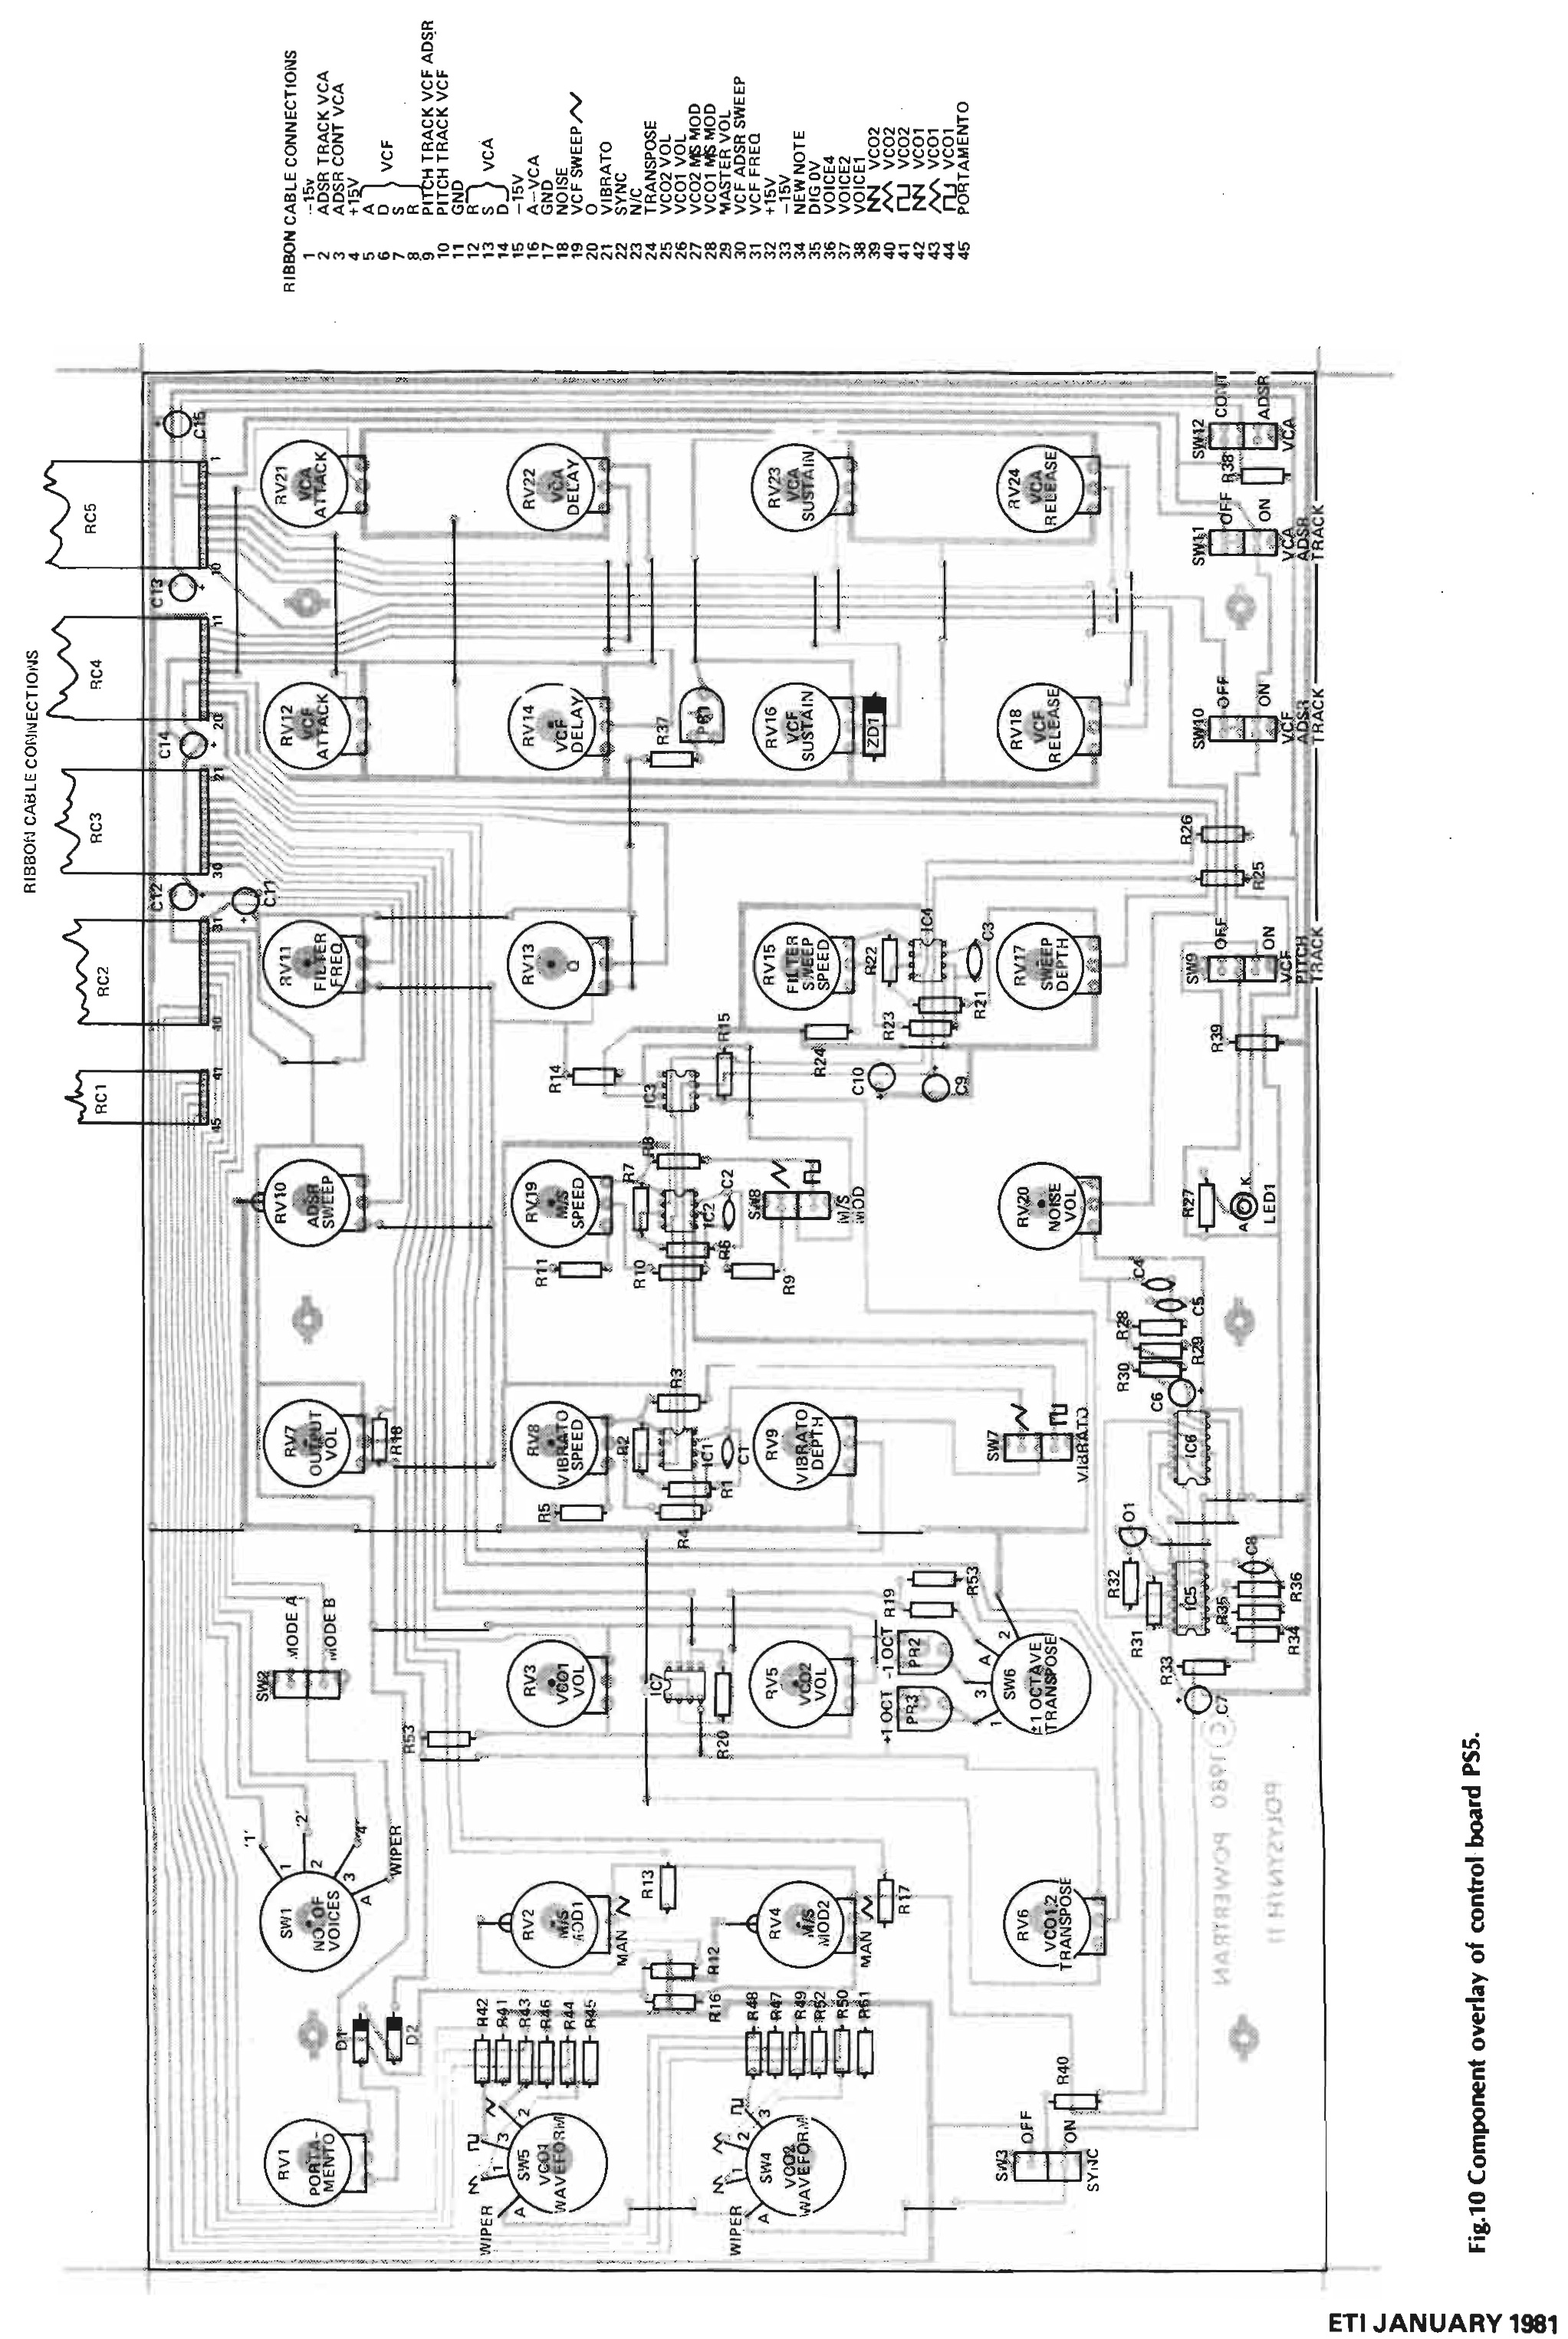 RIBBON CABLE CONNECTIONS
1 -15v
2 ADSR TRACK VCA
3 ADSR CONT VCA
4 +15V
5 A
6 D
7 S
8 R
VCF
9 PITCH TRACK VCF ADSR
10 PITCH TRACK VCF
11 GND
12 R
13 S
14 D
VCA
15 -15V
16 A-VCA
17 GND
18 NOISE
19 VCF SWEEP
20 O
21 VIBRATO
22 SYNC
23 N/C
24 TRANSPOSE
25 VCO2 VOL
26 VCO1 VOL
27 VCO2 MS MOD
28 VCO1 MS MOD
29 MASTER VOL
30 VCF ADSR SWEEP
31 VCF FREQ
32 +15V
33 -15V
34 NEW NOTE
35 DIG 0V
36 VOICE4
37 VOICE2
38 VOICE1
39 VCO2
40 VCO2
41 VCO2
42 VCO1
43 VCO1
44 VCO1
45 PORTAMENTO
RIBBON CABLE CONNECTIONS
RC1
RC2
RC3
RC4
RC5
45
41
40
31
30
21
20
11
10
1
C12
C11
C14
C13
C15
RV1
PORTA-
MENTO
D1
D2
SW1
NO OF
VOICES
'1'
'2'
'4'
1
2
3
A
WIPER
SW2
MODE A
MODE B
R53
RV7
OUTPUT
VOL
R18
RV10
ADSR
SWEEP
RV11
FILTER
FREQ
RV12
VCF
ATTACK
RV21
VCA
ATTACK
WIPER
A
1
3
2
SW5
VCO1
WAVEFORM
R42
R41
R43
R46
R44
R45
RV2
M/S
MOD1
MAN
R13
R12
R16
RV3
VCO1
VOL
IC7
R20
RV8
VIBRATO
SPEED
R5
R4
R2
R1
R3
IC1
C1
RV19
M/S
SPEED
R11
R10
R7
R6
R8
IC2
C2
R9
SW8
M/S
MOD
R14
IC3
R15
RV13
Q
RV14
VCF
DELAY
R37
PR1
RV22
VCA
DELAY
WIPER
A
1
2
3
SW4
VCO2
WAVEFORM
R48
R47
R49
R52
R50
R51
RV4
M/S
MOD2
MAN
R17
RV5
VCO2
VOL
+1 OCT
-1 OCT
PR3
PR2
R19
R53
RV9
VIBRATO
DEPTH
RV15
FILTER
SWEEP
SPEED
R24
R22
R23
R21
IC4
C3
C10
C9
RV16
VCF
SUSTAIN
ZD1
RV23
VCA
SUSTAIN
SW3
OFF
ON
SYNC
R40
RV6
VCO1,2
TRANSPOSE
1
3
A
2
SW6
±1 OCTAVE
TRANSPOSE
SW7
VIBRATO
RV20
NOISE
VOL
RV17
SWEEP
DEPTH
RV18
VCF
RELEASE
RV24
VCA
RELEASE
R33
C7
R31
R32
Q1
IC5
R35
R34
R36
C8
IC6
C6
R30
R28
R29
C5
C4
R27
A
K
LED1
R39
SW9
OFF
ON
VCF
PITCH
TRACK
R25
R26
SW10
OFF
ON
VCF
ADSR
TRACK
SW11
OFF
ON
VCA
ADSR
TRACK
R38
SW12
CONT
ADSR
VCA
© 1980 POWERTRAN
POLYSYNTH II
Fig.10 Component overlay of control board PS5.
ETI JANUARY 1981